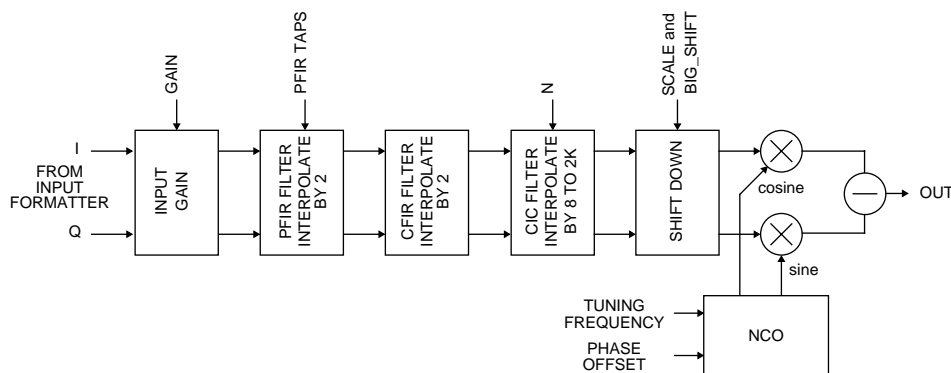 GAIN
PFIR TAPS
N
SCALE and
BIG_SHIFT
I
FROM
INPUT
FORMATTER
Q
INPUT
GAIN
PFIR FILTER
INTERPOLATE
BY 2
CFIR FILTER
INTERPOLATE
BY 2
CIC FILTER
INTERPOLATE
BY 8 TO 2K
SHIFT DOWN
cosine
sine
OUT
TUNING
FREQUENCY
PHASE
OFFSET
NCO